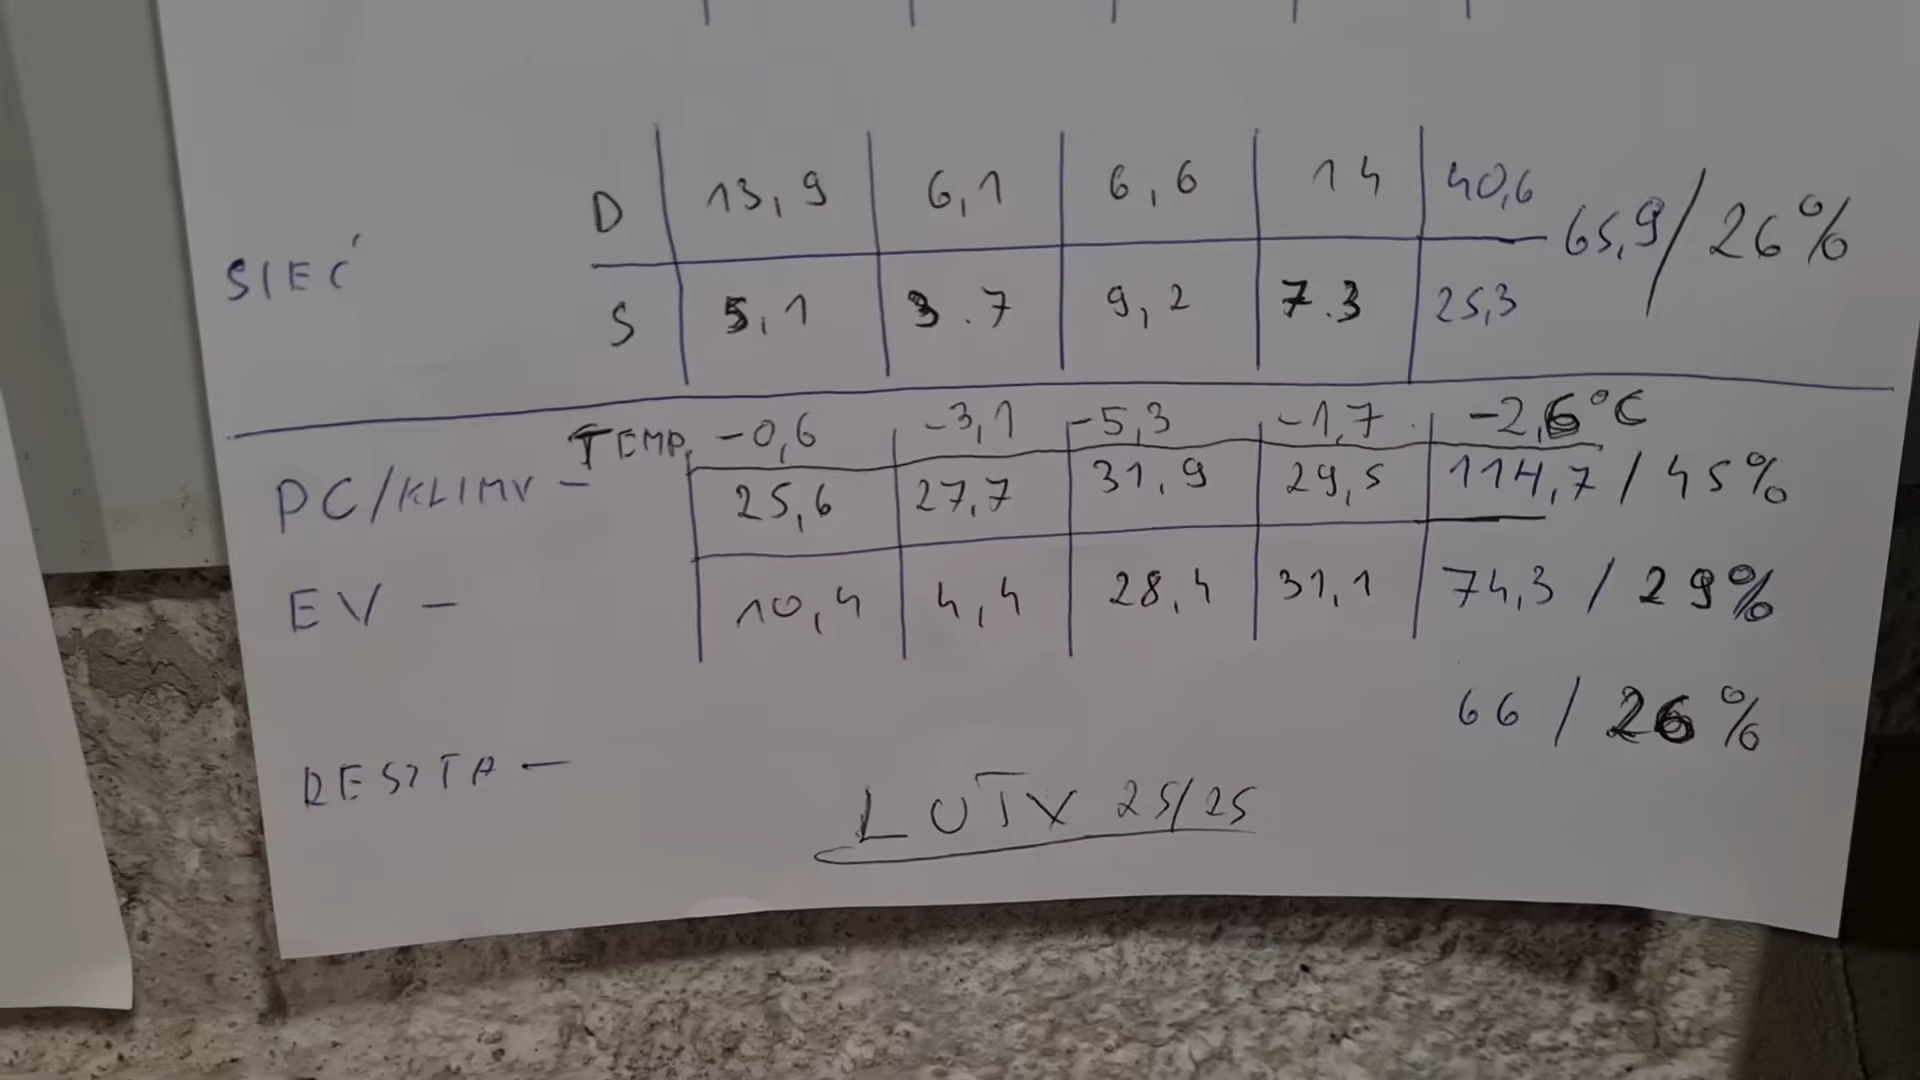 D 13,9 6,1 6,6 14 40,6
SIEĆ 65,9/26%
S 5,1 3.7 9,2 7.3 25,3
TEMP. -0,6 -3,1 -5,3 -1,7 -2,6°C
PC/KLIMY - 25,6 27,7 31,9 29,5 114,7 / 45%
EV - 10,4 4,4 28,4 31,1 74,3 / 29%
66 / 26%
RESZTA -
LUTY 25/25